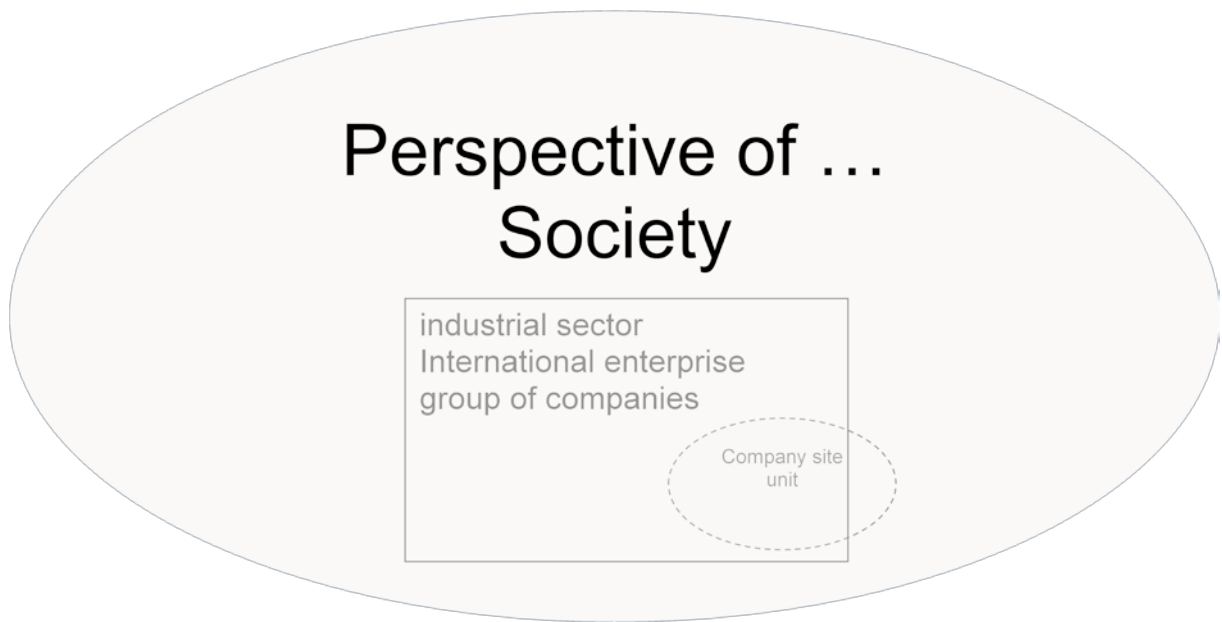 Perspective of …
Society
industrial sector
International enterprise
group of companies
Company site
unit